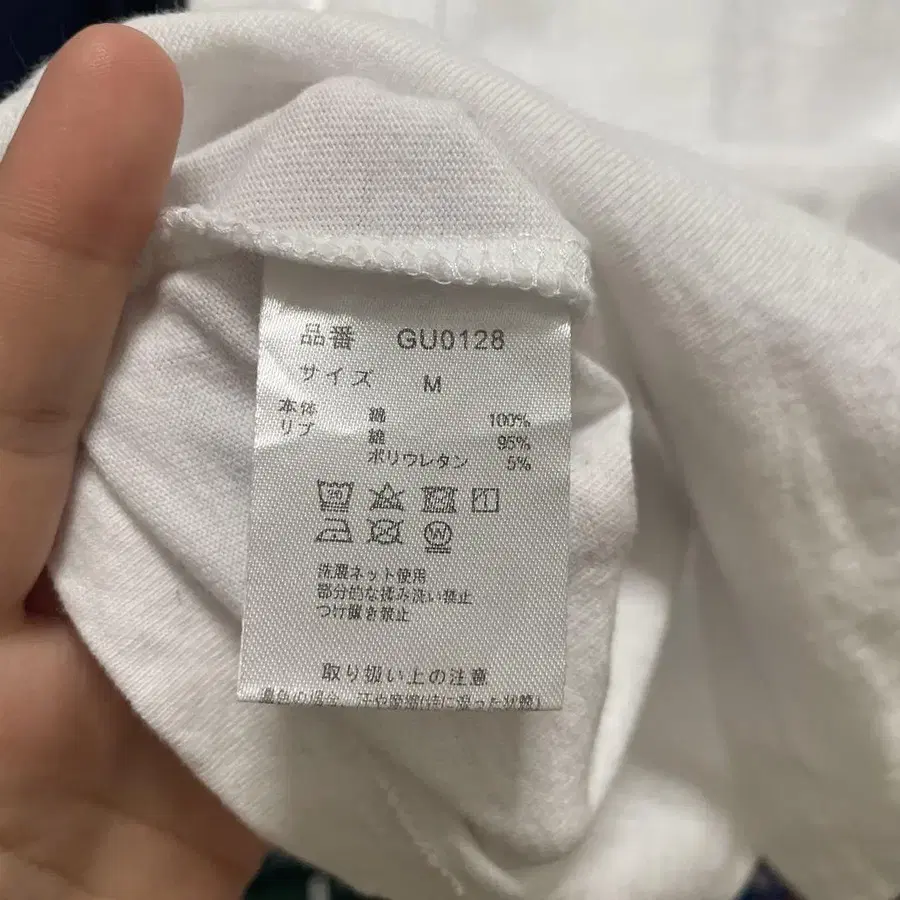 品番 GU0128
サイズ M
本体 綿 100%
リブ 綿 95%
ポリウレタン 5%
洗濯ネット使用
部分的な揉み洗い禁止
つけ置き禁止
取り扱い上の注意